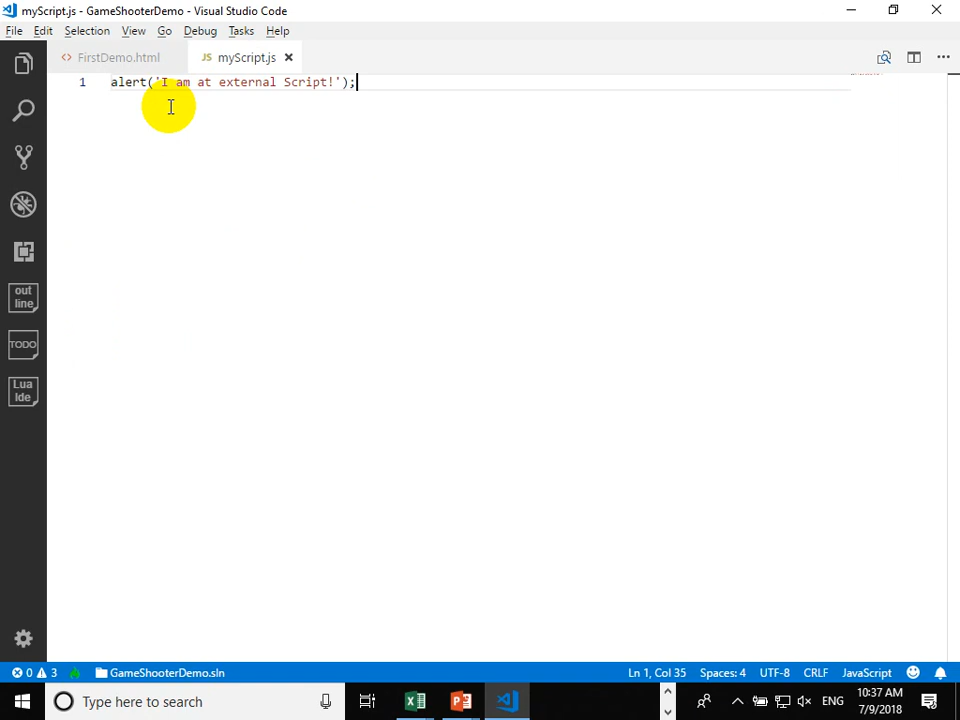 myScript.js - GameShooterDemo - Visual Studio Code
File Edit Selection View Go Debug Tasks Help
<> FirstDemo.html JS myScript.js ×
1 alert('I am at external Script!');
out
line
TODO
Lua
Ide
0 3 GameShooterDemo.sln Ln 1, Col 35 Spaces: 4 UTF-8 CRLF JavaScript
Type here to search ENG 10:37 AM
7/9/2018